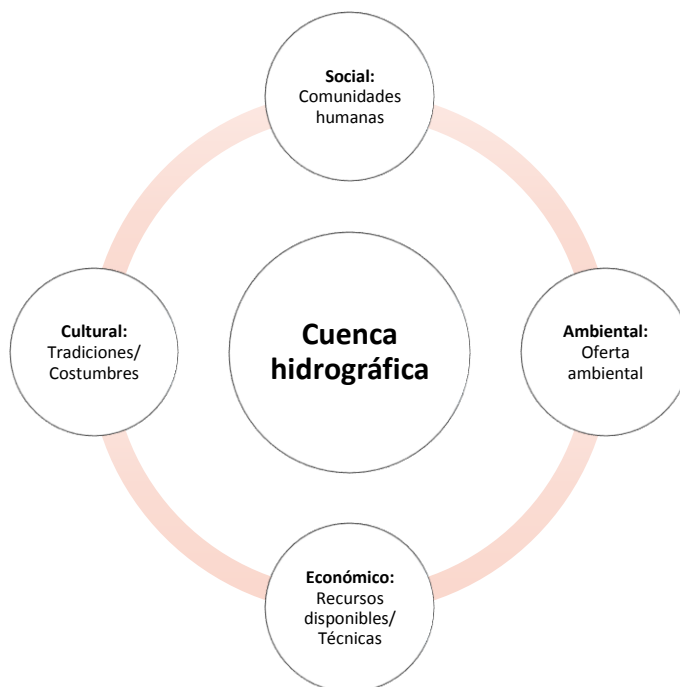 Social:
Comunidades
humanas
Cultural:
Tradiciones/
Costumbres
Cuenca
hidrográfica
Ambiental:
Oferta
ambiental
Económico:
Recursos
disponibles/
Técnicas